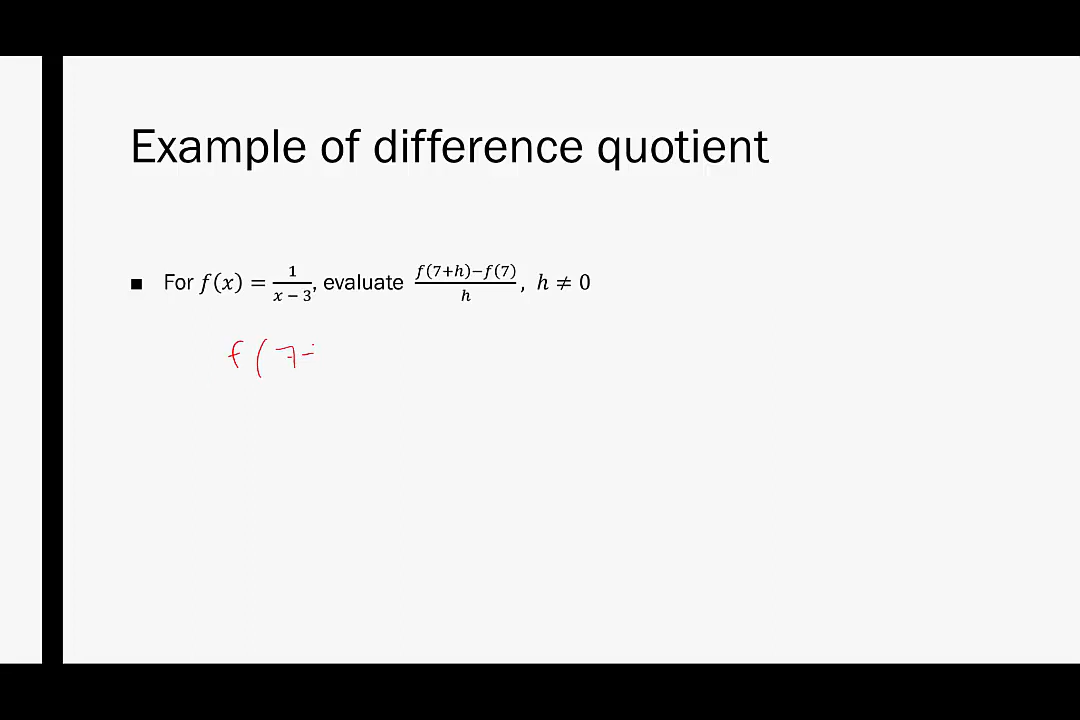 Example of difference quotient
▪ For f(x) = 1/(x − 3), evaluate (f(7+h)−f(7))/h, h ≠ 0
f(7-